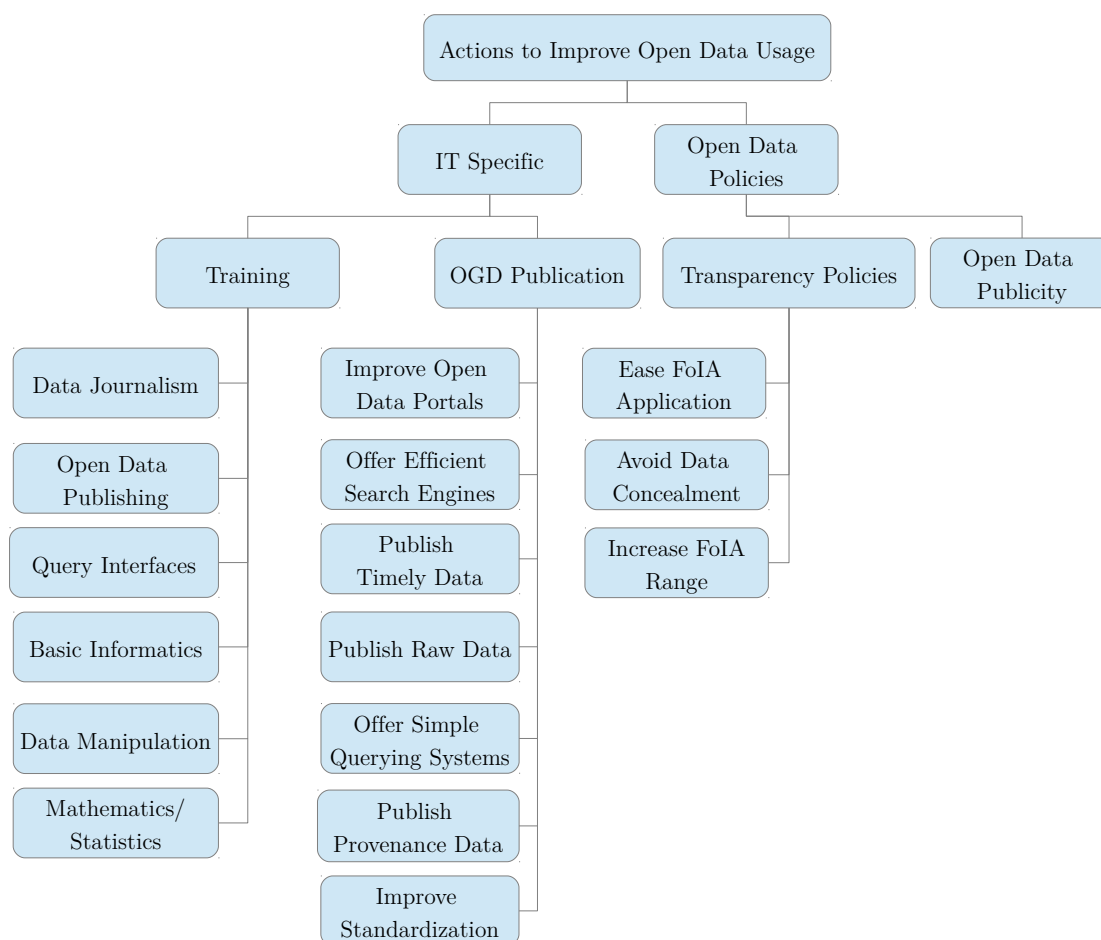 Actions to Improve Open Data Usage
IT Specific
Open Data
Policies
Training
OGD Publication
Transparency Policies
Open Data
Publicity
Data Journalism
Open Data
Publishing
Query Interfaces
Basic Informatics
Data Manipulation
Mathematics/
Statistics
Improve Open
Data Portals
Offer Efficient
Search Engines
Publish
Timely Data
Publish Raw Data
Offer Simple
Querying Systems
Publish
Provenance Data
Improve
Standardization
Ease FoIA
Application
Avoid Data
Concealment
Increase FoIA
Range